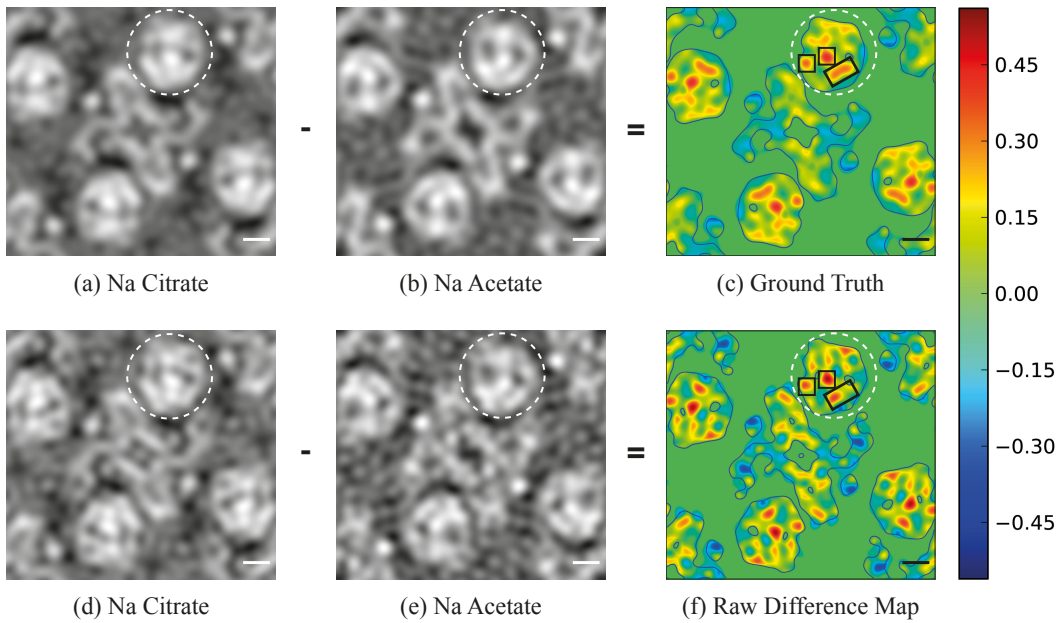 -
=
0.45
0.30
0.15
0.00
−0.15
−0.30
−0.45
(a) Na Citrate
(b) Na Acetate
(c) Ground Truth
-
=
(d) Na Citrate
(e) Na Acetate
(f) Raw Difference Map